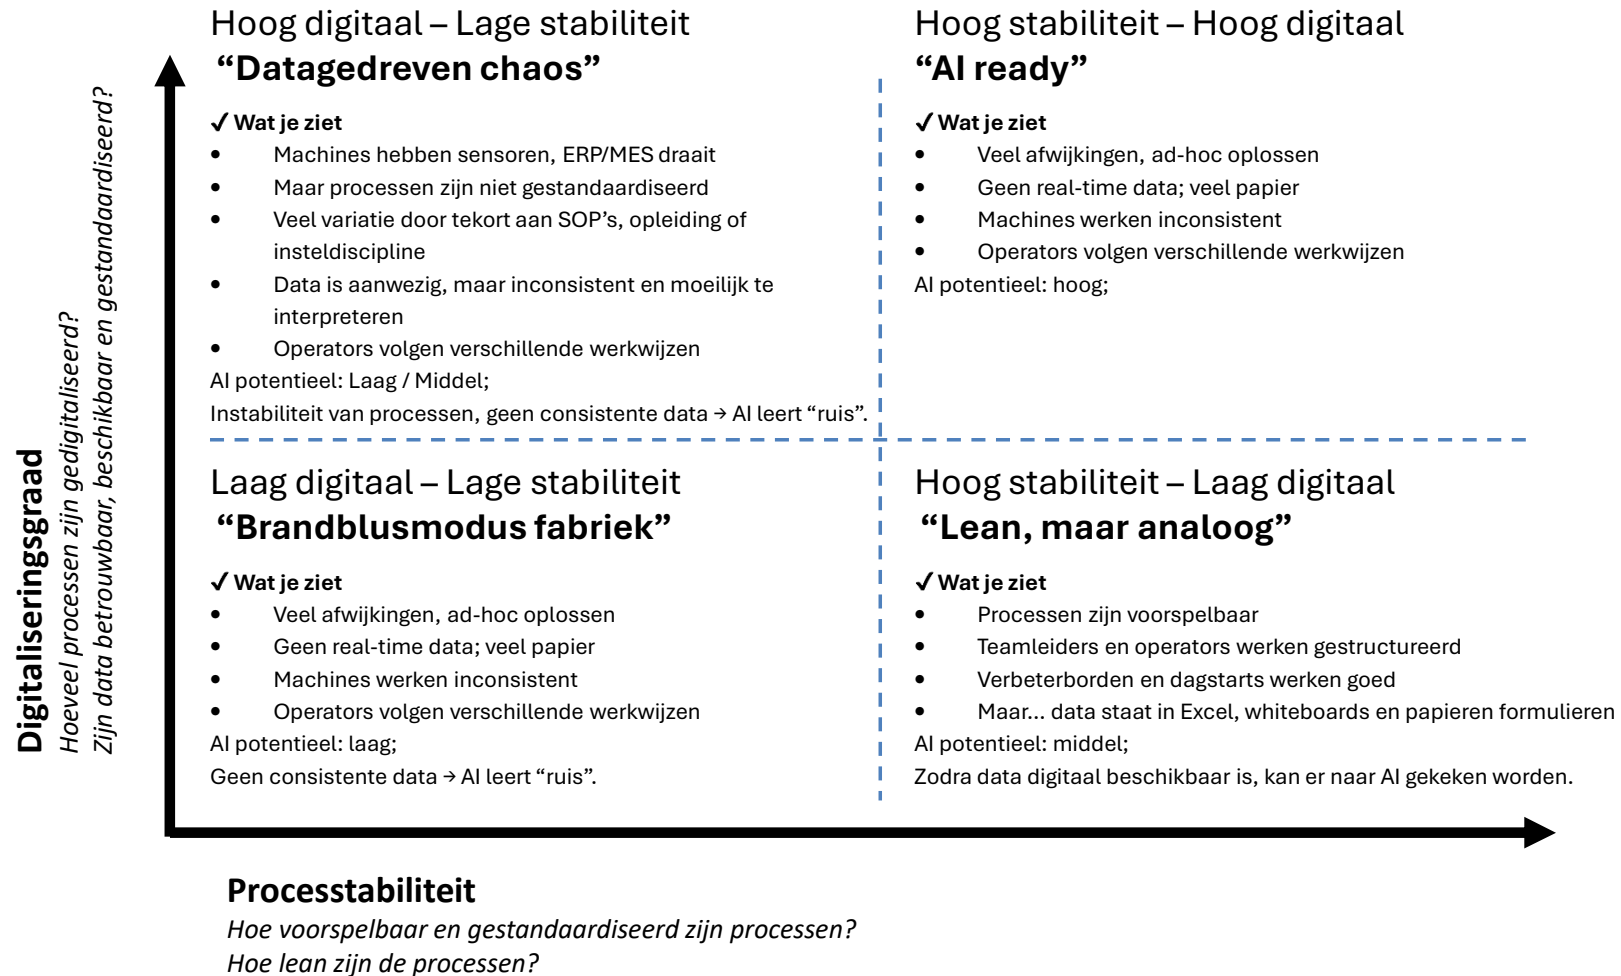 Hoog digitaal – Lage stabiliteit
“Datagedreven chaos”
✓ Wat je ziet
• Machines hebben sensoren, ERP/MES draait
• Maar processen zijn niet gestandaardiseerd
• Veel variatie door tekort aan SOP’s, opleiding of
insteldiscipline
• Data is aanwezig, maar inconsistent en moeilijk te
interpreteren
• Operators volgen verschillende werkwijzen
AI potentieel: Laag / Middel;
Instabiliteit van processen, geen consistente data → AI leert “ruis”.
Hoog stabiliteit – Hoog digitaal
“AI ready”
✓ Wat je ziet
• Veel afwijkingen, ad-hoc oplossen
• Geen real-time data; veel papier
• Machines werken inconsistent
• Operators volgen verschillende werkwijzen
AI potentieel: hoog;
Laag digitaal – Lage stabiliteit
“Brandblusmodus fabriek”
✓ Wat je ziet
• Veel afwijkingen, ad-hoc oplossen
• Geen real-time data; veel papier
• Machines werken inconsistent
• Operators volgen verschillende werkwijzen
AI potentieel: laag;
Geen consistente data → AI leert “ruis”.
Hoog stabiliteit – Laag digitaal
“Lean, maar analoog”
✓ Wat je ziet
• Processen zijn voorspelbaar
• Teamleiders en operators werken gestructureerd
• Verbeterborden en dagstarts werken goed
• Maar... data staat in Excel, whiteboards en papieren formulieren
AI potentieel: middel;
Zodra data digitaal beschikbaar is, kan er naar AI gekeken worden.
Digitaliseringsgraad
Hoeveel processen zijn gedigitaliseerd?
Zijn data betrouwbaar, beschikbaar en gestandaardiseerd?
Processtabiliteit
Hoe voorspelbaar en gestandaardiseerd zijn processen?
Hoe lean zijn de processen?